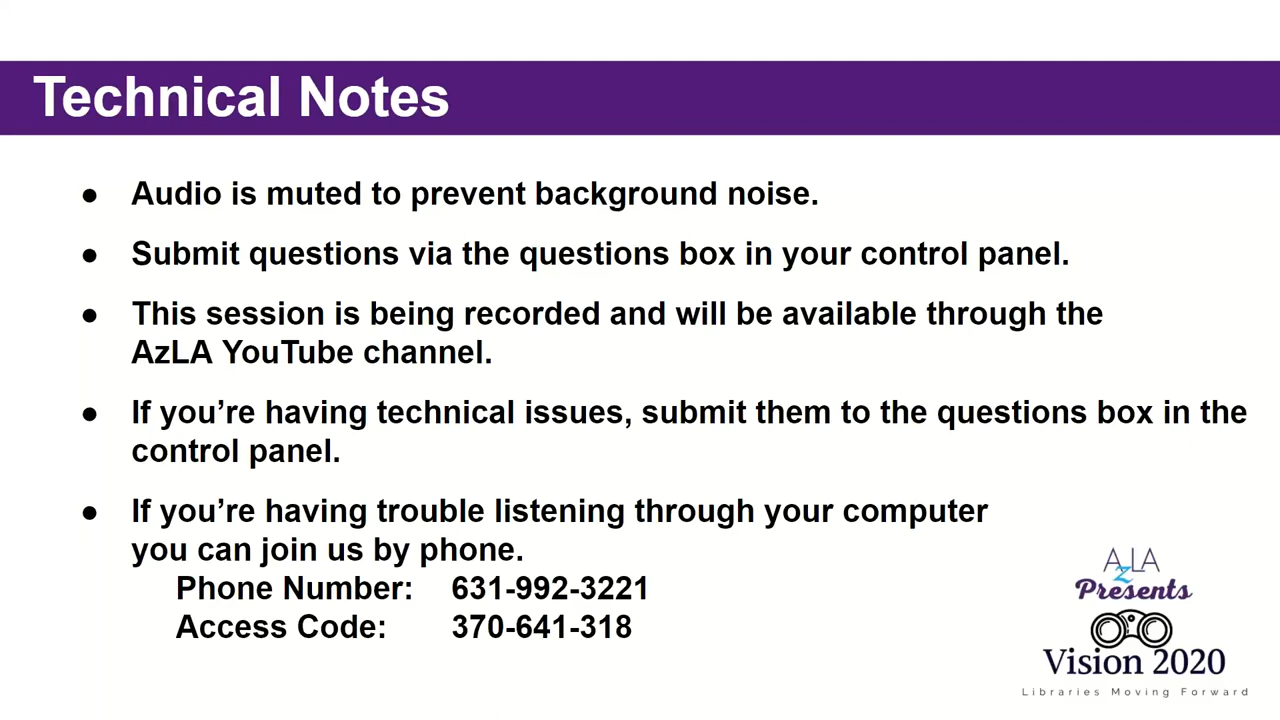 Technical Notes
● Audio is muted to prevent background noise.
● Submit questions via the questions box in your control panel.
● This session is being recorded and will be available through the
AzLA YouTube channel.
● If you’re having technical issues, submit them to the questions box in the
control panel.
● If you’re having trouble listening through your computer
you can join us by phone.
Phone Number: 631-992-3221
Access Code: 370-641-318
AzLA
Presents
Vision 2020
Libraries Moving Forward